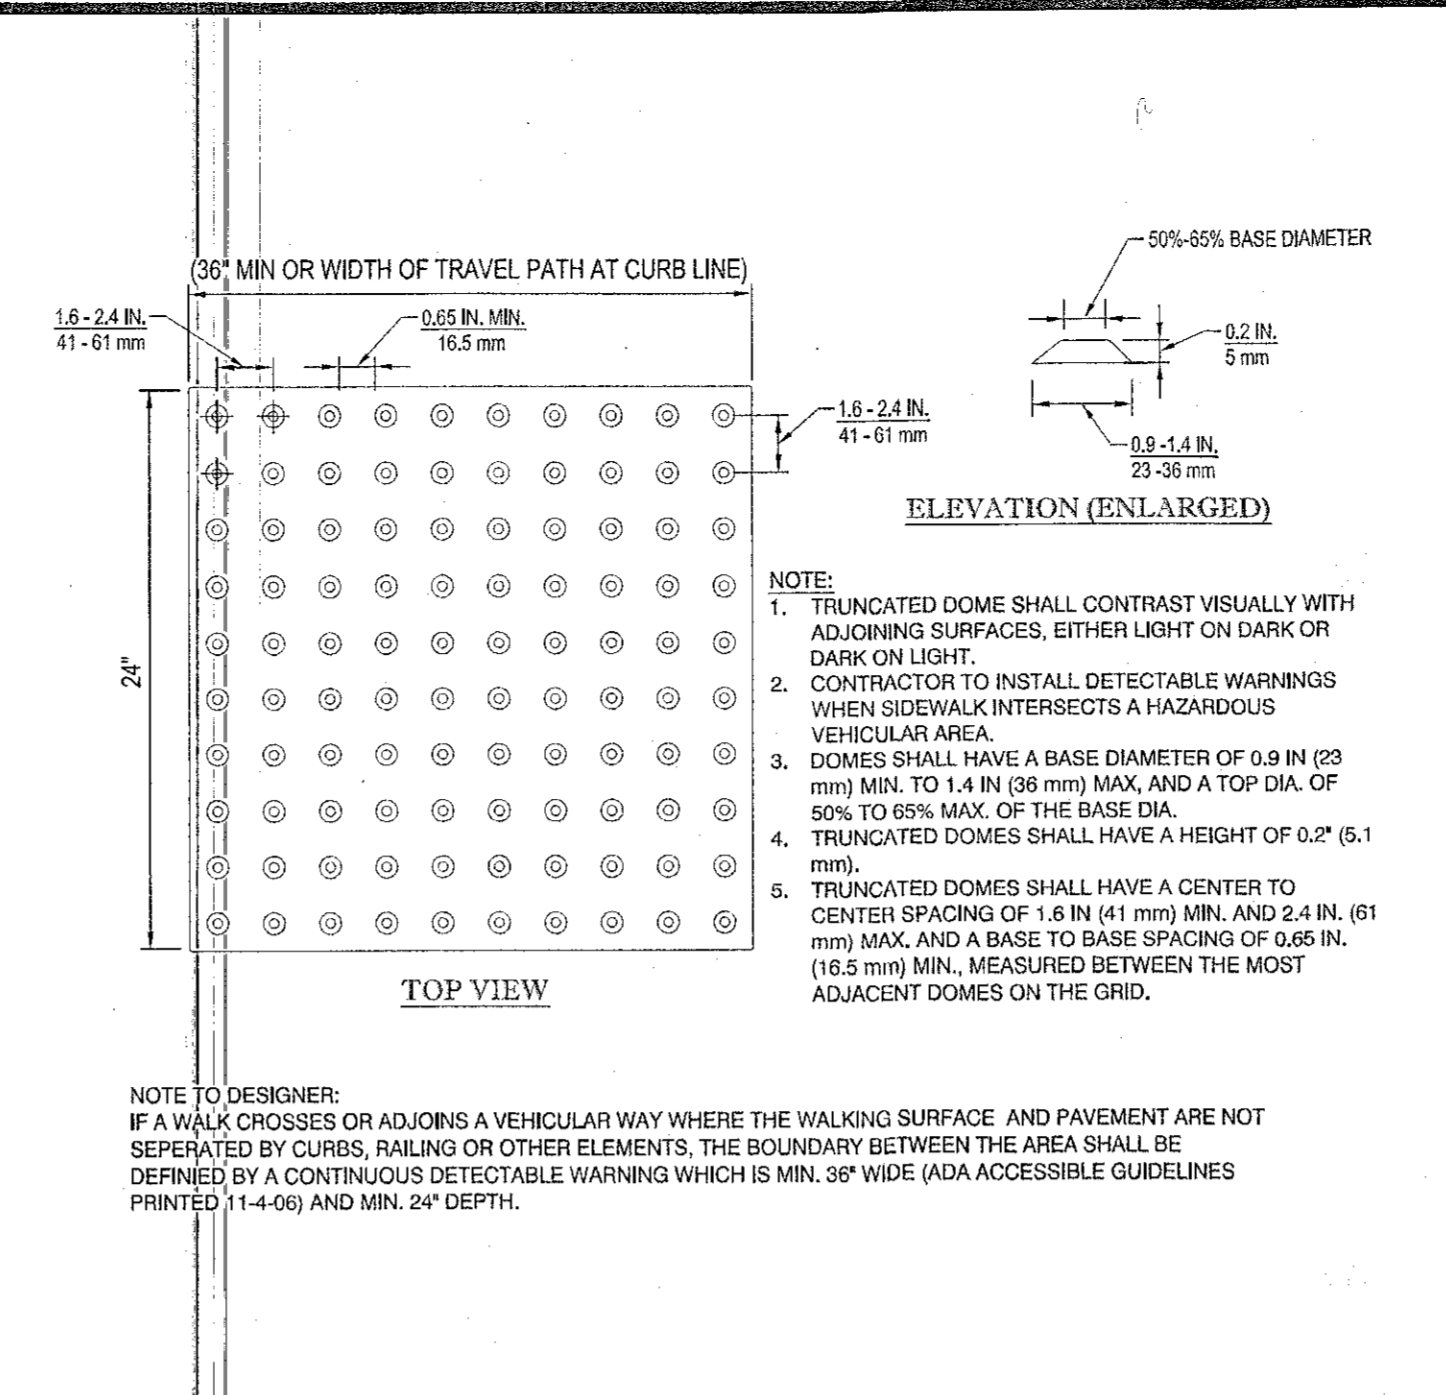 50%-65% BASE DIAMETER
(36" MIN OR WIDTH OF TRAVEL PATH AT CURB LINE)
1.6 - 2.4 IN.
41 - 61 mm
0.65 IN. MIN.
16.5 mm
0.2 IN.
5 mm
1.6 - 2.4 IN.
41 - 61 mm
0.9 -1.4 IN.
23 -36 mm
ELEVATION (ENLARGED)
24"
NOTE:
1. TRUNCATED DOME SHALL CONTRAST VISUALLY WITH
ADJOINING SURFACES, EITHER LIGHT ON DARK OR
DARK ON LIGHT.
2. CONTRACTOR TO INSTALL DETECTABLE WARNINGS
WHEN SIDEWALK INTERSECTS A HAZARDOUS
VEHICULAR AREA.
3. DOMES SHALL HAVE A BASE DIAMETER OF 0.9 IN (23
mm) MIN. TO 1.4 IN (36 mm) MAX, AND A TOP DIA. OF
50% TO 65% MAX. OF THE BASE DIA.
4. TRUNCATED DOMES SHALL HAVE A HEIGHT OF 0.2" (5.1
mm).
5. TRUNCATED DOMES SHALL HAVE A CENTER TO
CENTER SPACING OF 1.6 IN (41 mm) MIN. AND 2.4 IN. (61
mm) MAX. AND A BASE TO BASE SPACING OF 0.65 IN.
(16.5 mm) MIN., MEASURED BETWEEN THE MOST
ADJACENT DOMES ON THE GRID.
TOP VIEW
NOTE TO DESIGNER:
IF A WALK CROSSES OR ADJOINS A VEHICULAR WAY WHERE THE WALKING SURFACE AND PAVEMENT ARE NOT
SEPERATED BY CURBS, RAILING OR OTHER ELEMENTS, THE BOUNDARY BETWEEN THE AREA SHALL BE
DEFINIED BY A CONTINUOUS DETECTABLE WARNING WHICH IS MIN. 36" WIDE (ADA ACCESSIBLE GUIDELINES
PRINTED 11-4-06) AND MIN. 24" DEPTH.